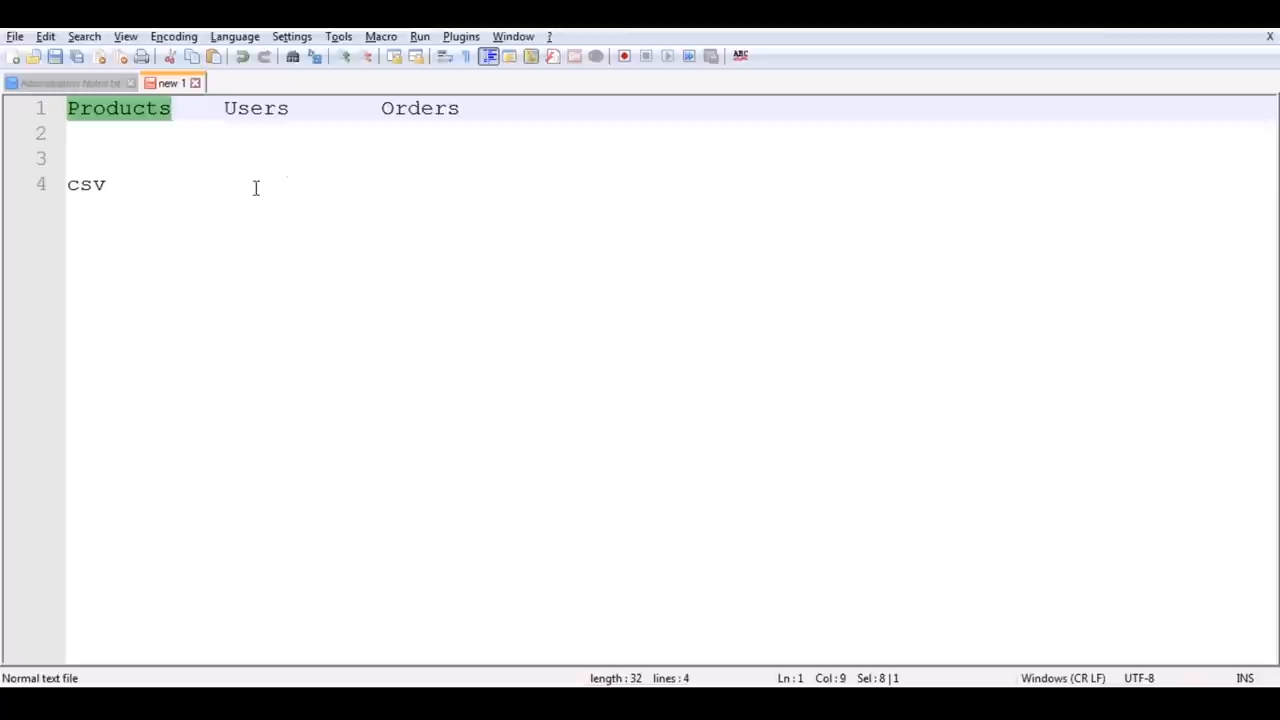 File Edit Search View Encoding Language Settings Tools Macro Run Plugins Window ? X
ABC
new 1
1 Products Users Orders
2
3
4 csv
Normal text file length : 32 lines : 4 Ln : 1 Col : 9 Sel : 8 | 1 Windows (CR LF) UTF-8 INS